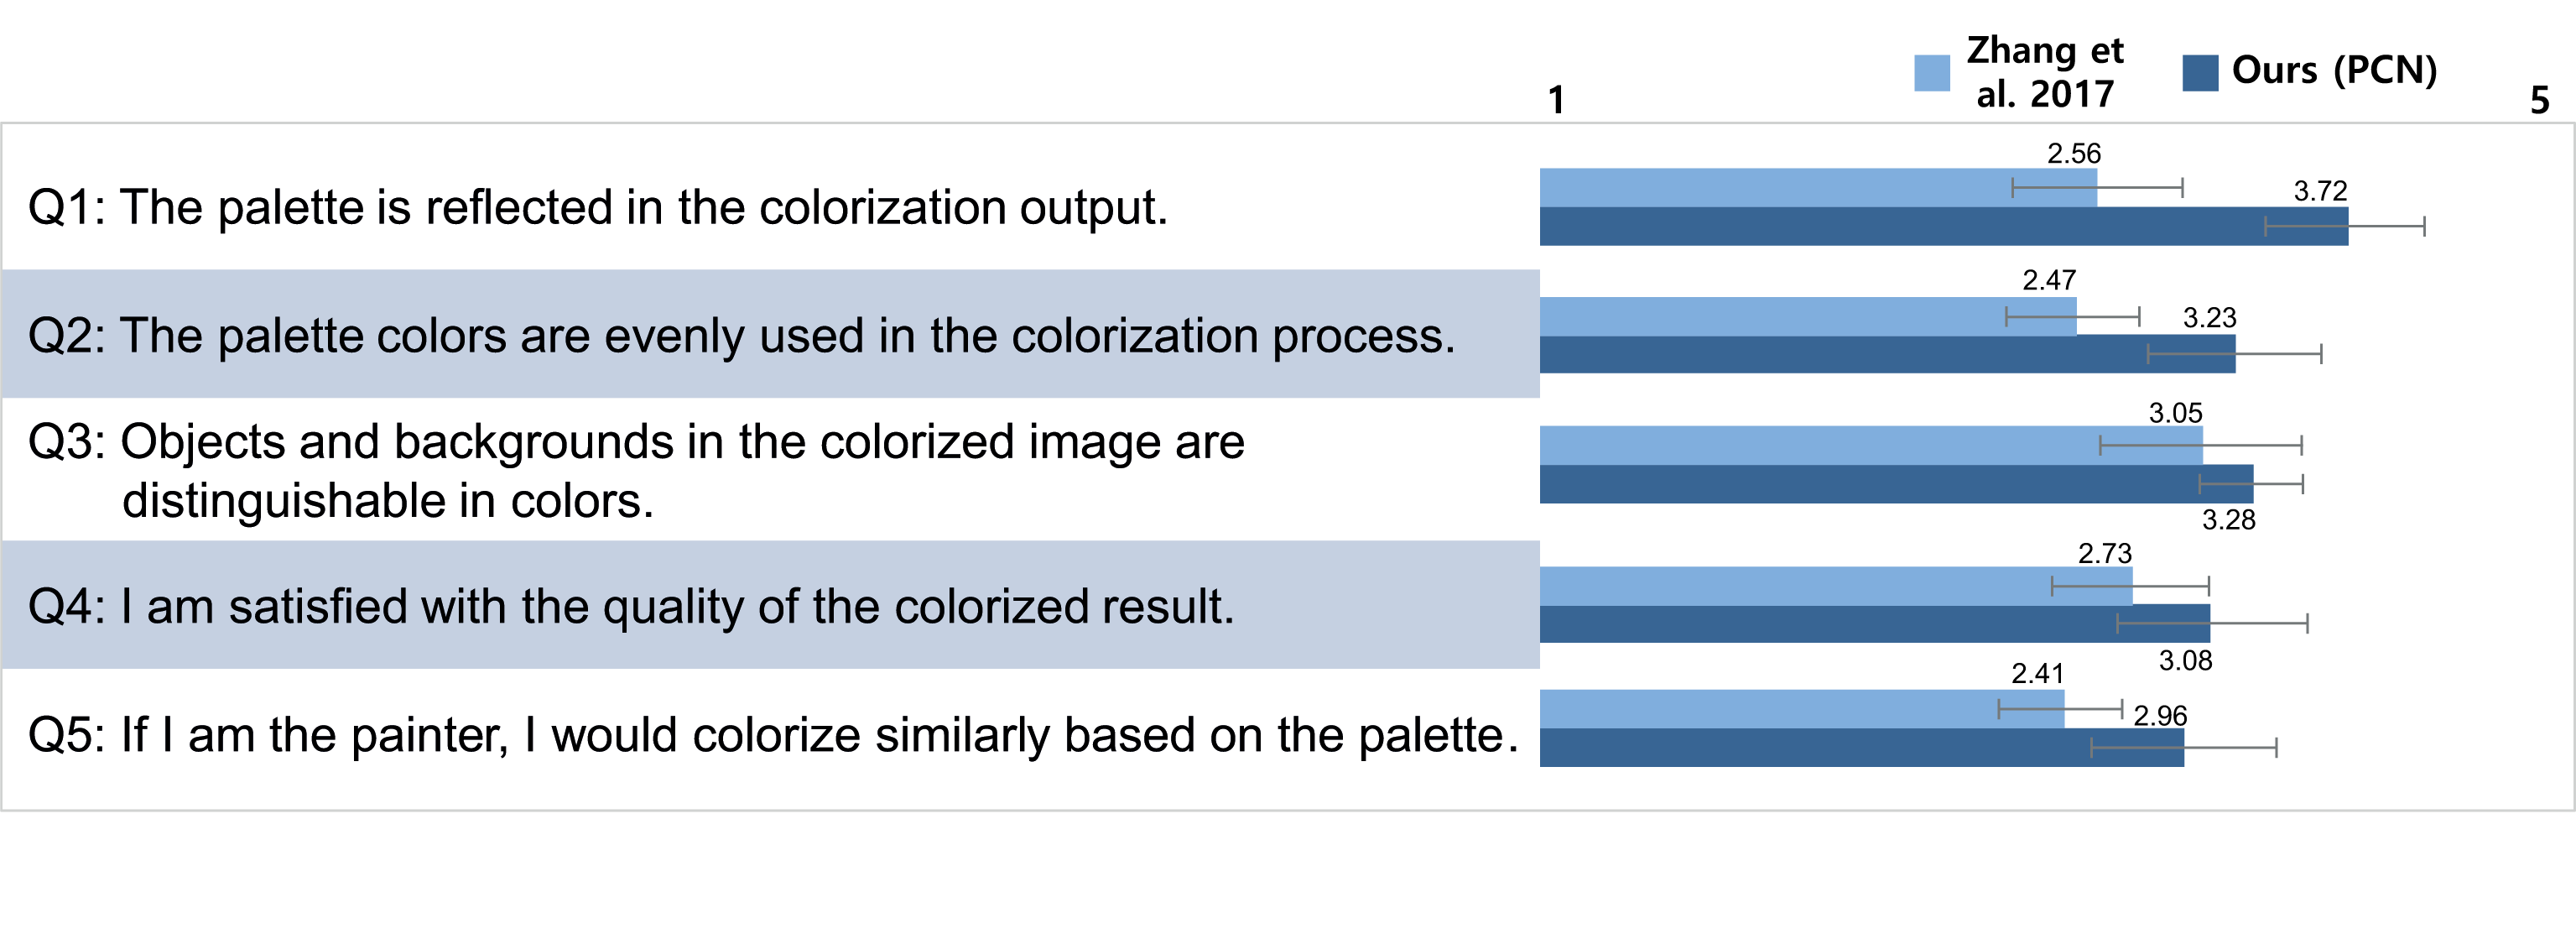 Zhang et
al. 2017
Ours (PCN)
1
5
Q1: The palette is reflected in the colorization output.
2.56
3.72
Q2: The palette colors are evenly used in the colorization process.
2.47
3.23
Q3: Objects and backgrounds in the colorized image are
distinguishable in colors.
3.05
3.28
Q4: I am satisfied with the quality of the colorized result.
2.73
3.08
Q5: If I am the painter, I would colorize similarly based on the palette.
2.41
2.96